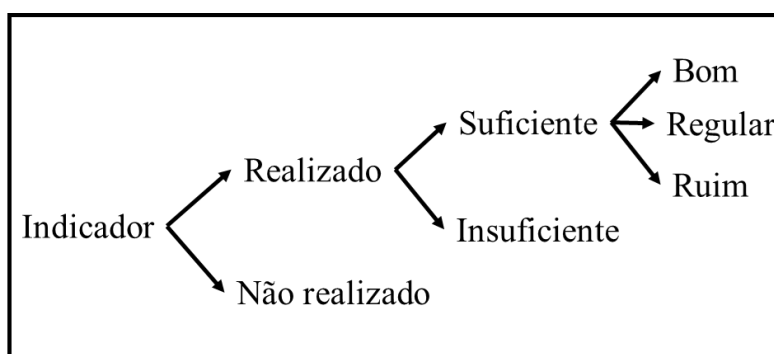 Bom
Suficiente
Regular
Realizado
Ruim
Indicador
Insuficiente
Não realizado